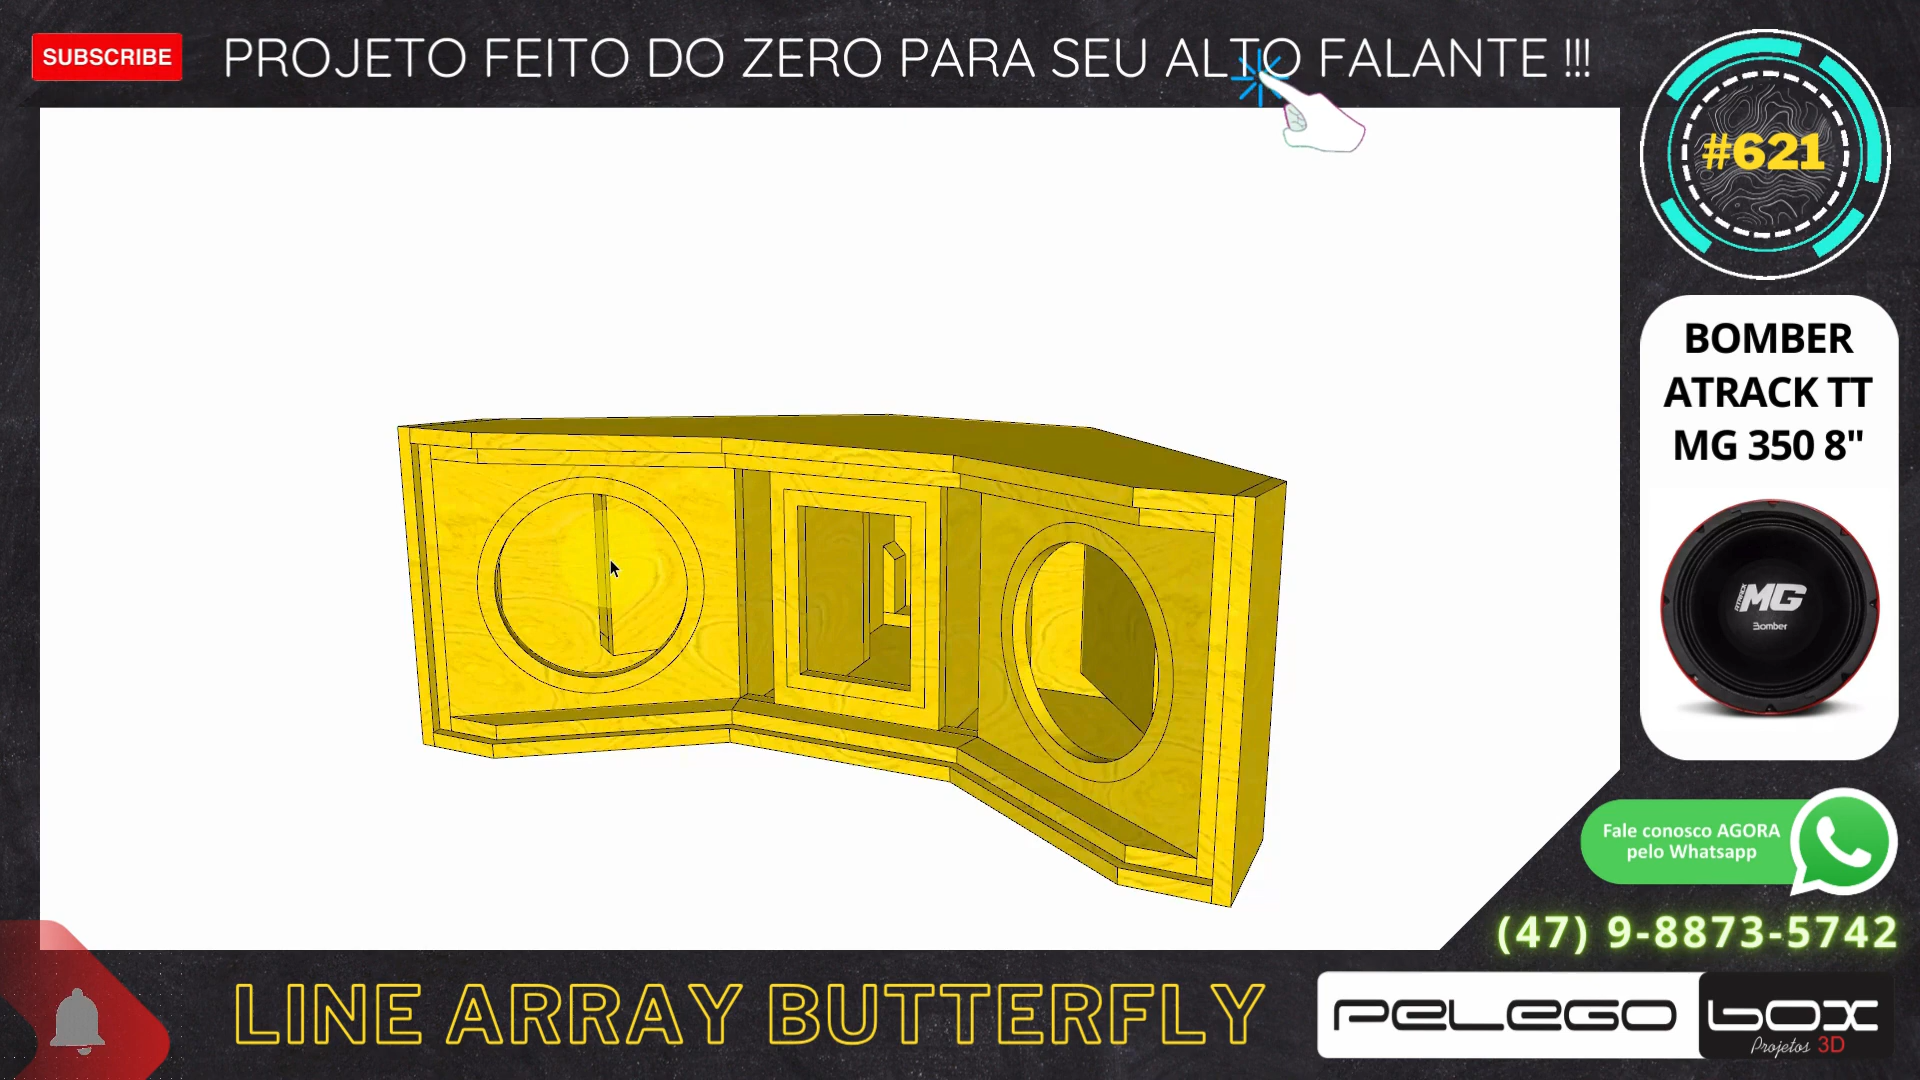 SUBSCRIBE
PROJETO FEITO DO ZERO PARA SEU ALTO FALANTE !!!
#621
BOMBER
ATRACK TT
MG 350 8"
ATRACK
MG
Bomber
Fale conosco AGORA
pelo Whatsapp
(47) 9-8873-5742
LINE ARRAY BUTTERFLY
PELEGO BOX
Projetos 3D